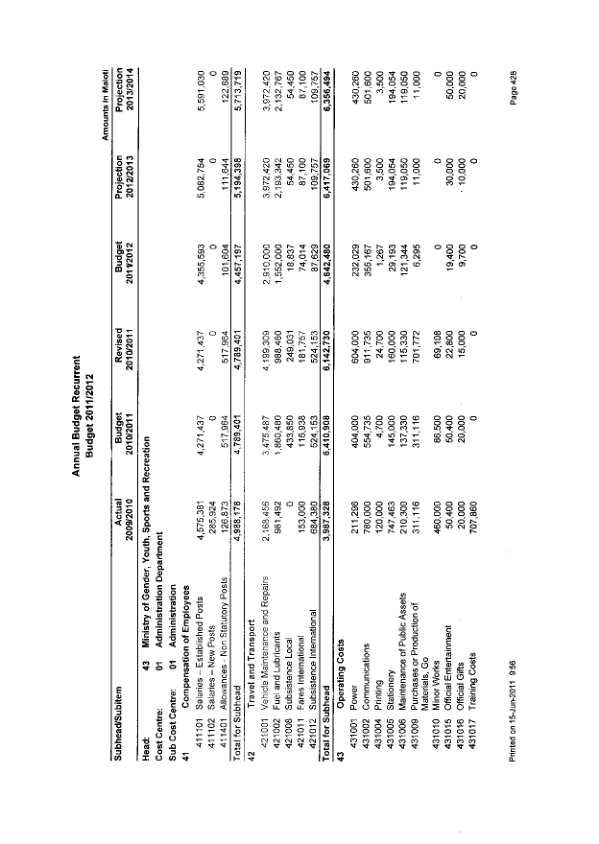 Annual Budget Recurrent
Budget 2011/2012
Amounts in Maloti
Subhead/Subitem Actual 2009/2010 Budget 2010/2011 Revised 2010/2011 Budget 2011/2012 Projection 2012/2013 Projection 2013/2014
Head: 43 Ministry of Gender, Youth, Sports and Recreation
Cost Centre: 01 Administration Department
Sub Cost Centre: 01 Administration
41 Compensation of Employees
411101 Salaries – Established Posts 4,575,381 4,271,437 4,271,437 4,355,593 5,082,754 5,591,030
411102 Salaries – New Posts 285,924 0 0 0 0 0
411401 Allowances - Non Statutory Posts 126,873 517,964 517,964 101,604 111,644 122,689
Total for Subhead 4,988,178 4,789,401 4,789,401 4,457,197 5,194,398 5,713,719
42 Travel and Transport
421001 Vehicle Maintenance and Repairs 2,168,456 3,475,487 4,199,309 2,910,000 3,972,420 3,972,420
421002 Fuel and Lubricants 981,492 1,860,480 988,480 1,552,000 2,193,342 2,132,767
421008 Subsistence Local 0 433,850 249,031 18,837 54,450 54,450
421011 Fares International 153,000 116,938 181,757 74,014 87,100 87,100
421012 Subsistence International 684,380 524,153 524,153 87,629 109,757 109,757
Total for Subhead 3,987,328 6,410,908 6,142,730 4,642,480 6,417,069 6,356,494
43 Operating Costs
431001 Power 211,296 404,000 604,000 232,029 430,260 430,260
431002 Communications 780,000 554,735 911,735 355,167 501,600 501,600
431004 Printing 120,000 4,700 24,700 1,267 3,500 3,500
431005 Stationery 747,463 145,000 160,000 29,193 194,054 194,054
431006 Maintenance of Public Assets 210,300 137,330 115,330 121,344 119,050 119,050
431009 Purchases or Production of 311,116 311,116 701,772 6,295 11,000 11,000
Materials, Go
431010 Minor Works 460,000 86,500 69,108 0 0 0
431015 Official Entertainment 50,400 50,400 22,800 19,400 30,000 50,000
431016 Official Gifts 20,000 20,000 15,000 9,700 10,000 20,000
431017 Training Costs 707,860 0 0 0 0 0
Printed on 15-Jun-2011 9:56 Page 428